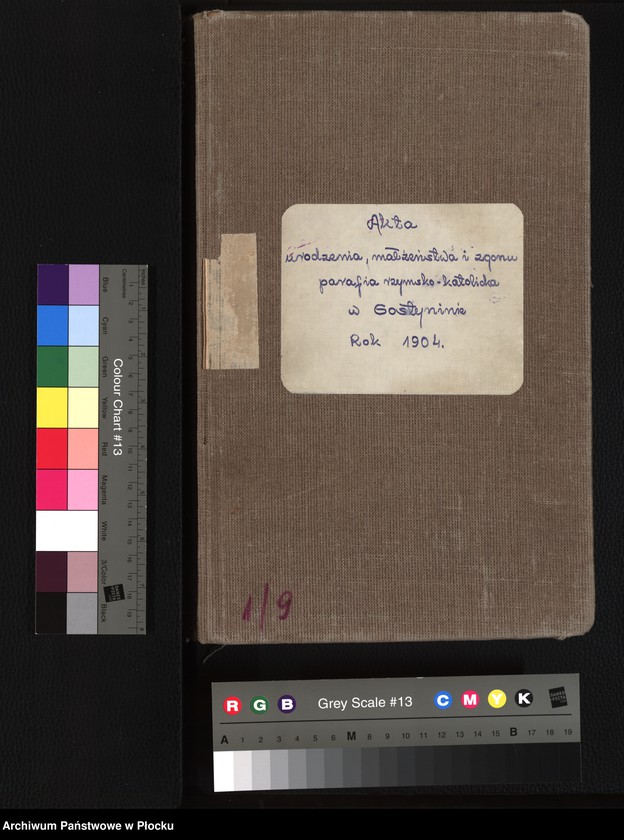 Akta
urodzenia, małżeństwa i zgonu
parafia rzymsko-katolicka
w Gostyninie
Rok 1904.
1/9
Colour Chart #13
Blue
Cyan
Green
Yellow
Red
Magenta
White
3/Color
Black
Centimetres
Inches
R G B Grey Scale #13 C M Y K
A 1 2 3 4 5 6 M 8 9 10 11 12 13 14 15 B 17 18 19
Archiwum Państwowe w Płocku